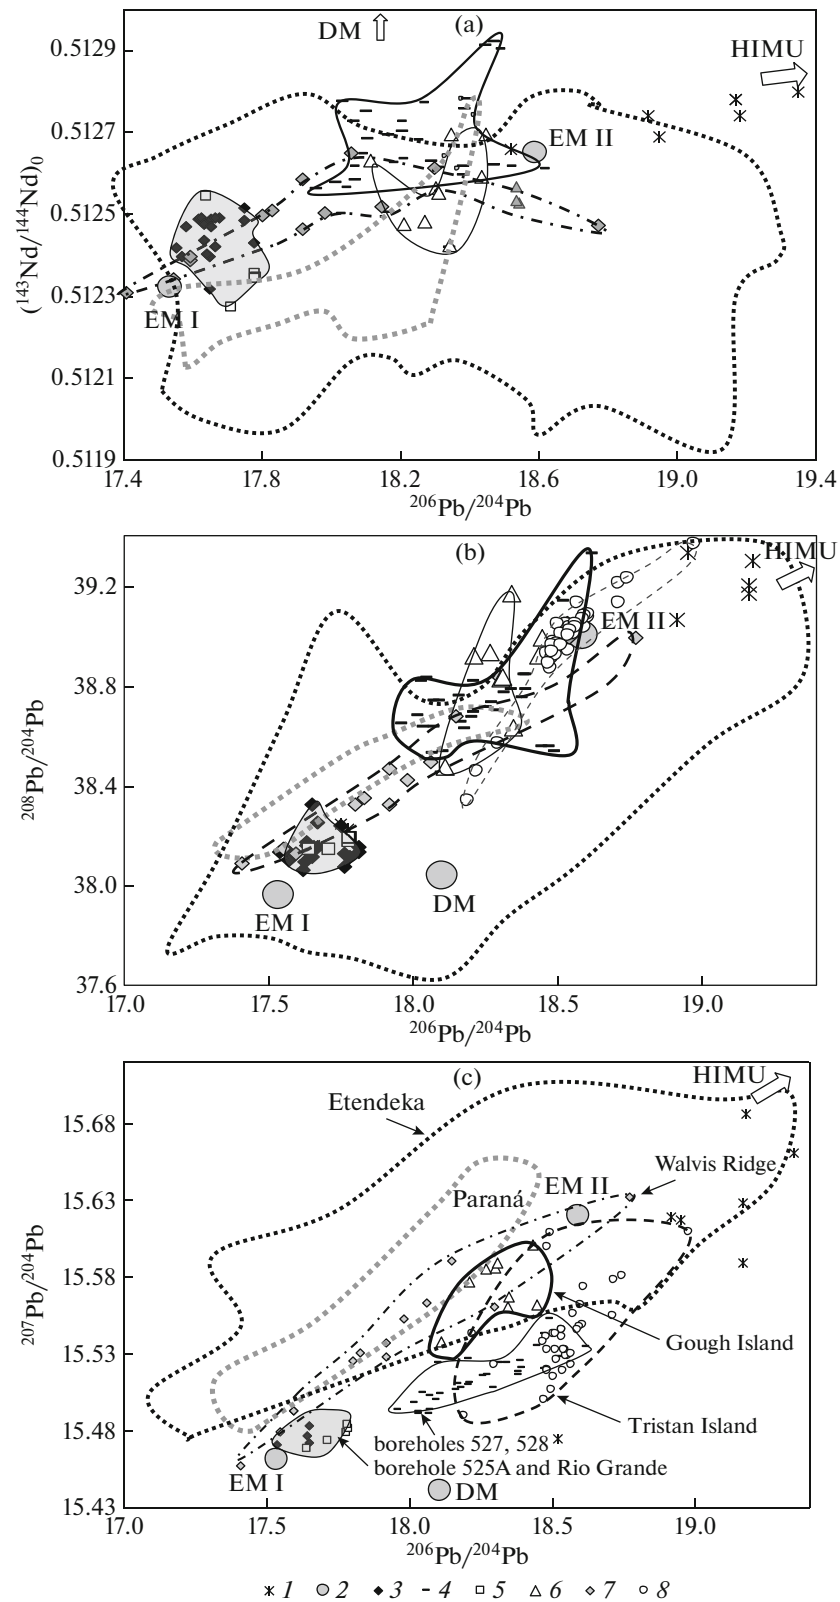 (a)
DM
HIMU
0.5129
0.5127
0.5125
0.5123
0.5121
0.5119
(143Nd/144Nd)0
EM II
EM I
17.4 17.8 18.2 18.6 19.0 19.4
206Pb/204Pb
(b)
HIMU
39.2
38.8
38.4
38.0
37.6
208Pb/204Pb
EM II
EM I
DM
17.0 17.5 18.0 18.5 19.0
206Pb/204Pb
(c)
HIMU
Etendeka
15.68
15.63
15.58
15.53
15.48
15.43
207Pb/204Pb
Walvis Ridge
EM II
Paraná
Gough Island
Tristan Island
boreholes 527, 528
borehole 525A and Rio Grande
EM I
DM
17.0 17.5 18.0 18.5 19.0
206Pb/204Pb
1 2 3 4 5 6 7 8